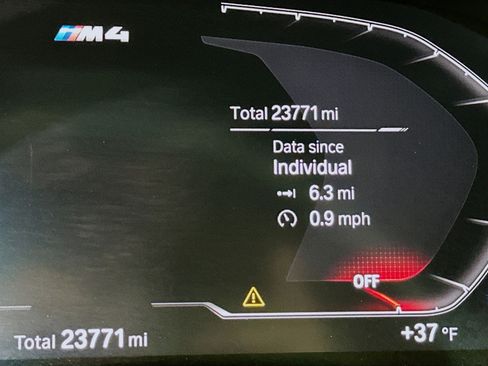 M4
Total 23771 mi
Data since
Individual
6.3 mi
0.9 mph
OFF
Total 23771 mi
+37 °F